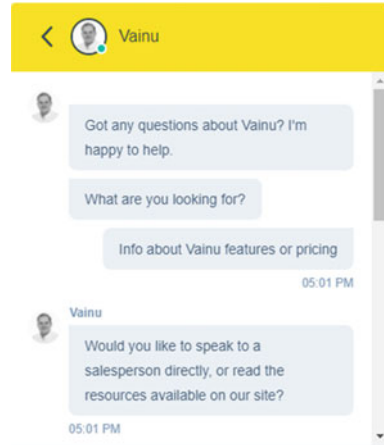 Vainu
Got any questions about Vainu? I'm
happy to help.
What are you looking for?
Info about Vainu features or pricing
05:01 PM
Vainu
Would you like to speak to a
salesperson directly, or read the
resources available on our site?
05:01 PM